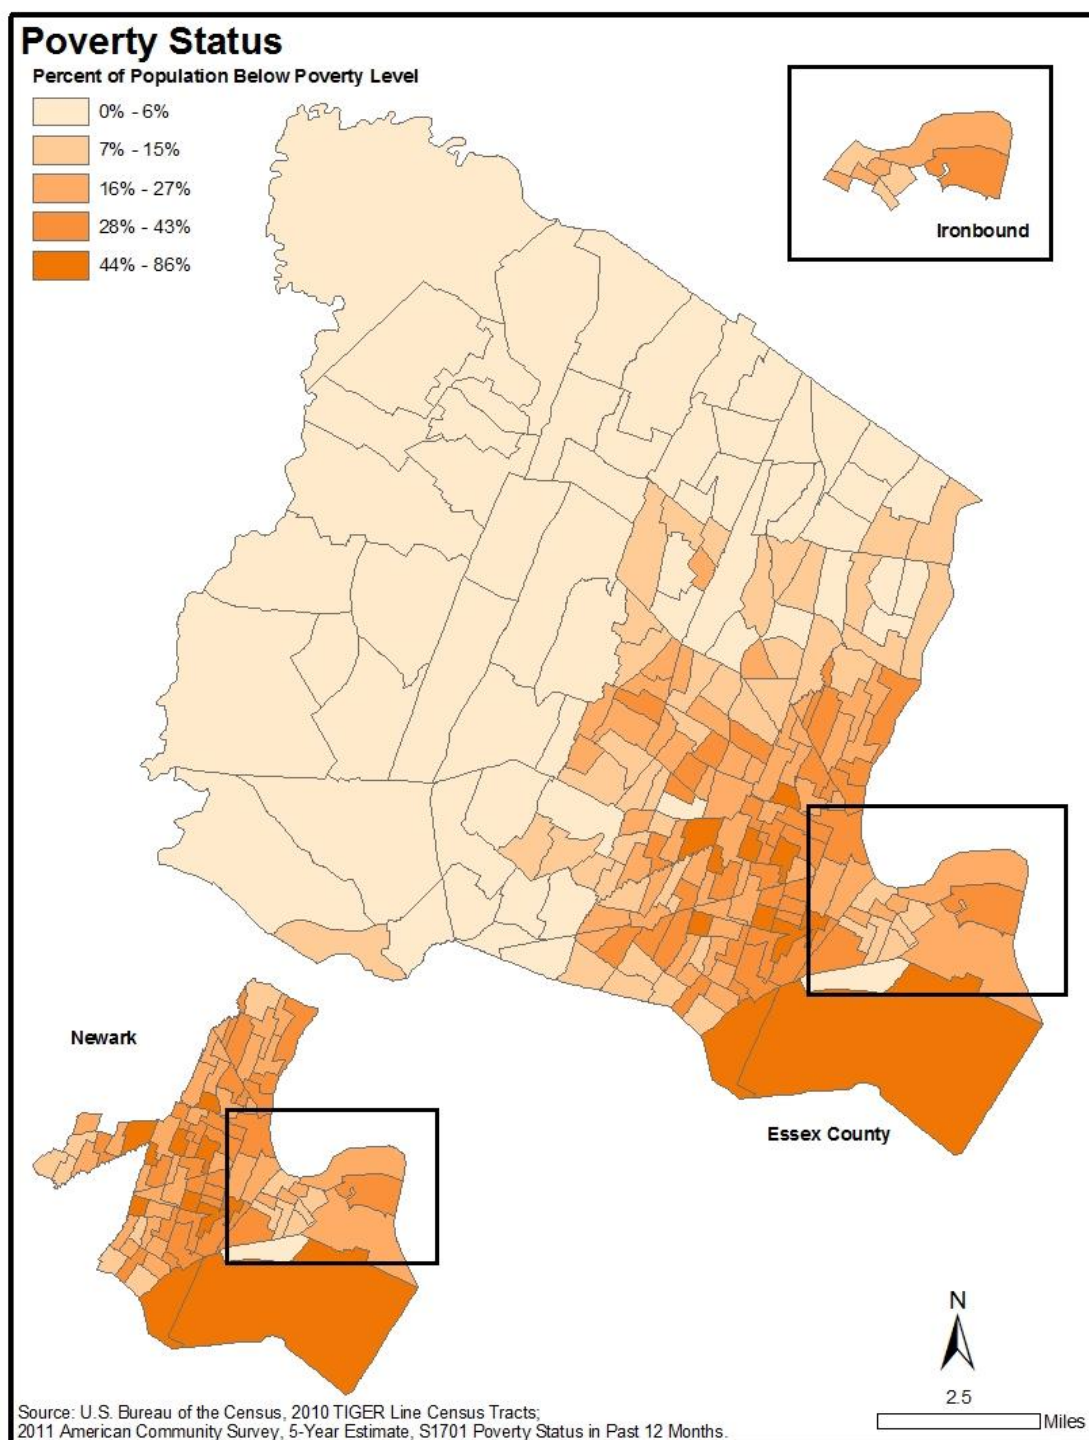 Poverty Status
Percent of Population Below Poverty Level
0% - 6%
7% - 15%
16% - 27%
28% - 43%
44% - 86%
Ironbound
Newark
Essex County
N
2.5
Miles
Source: U.S. Bureau of the Census, 2010 TIGER Line Census Tracts;
2011 American Community Survey, 5-Year Estimate, S1701 Poverty Status in Past 12 Months.